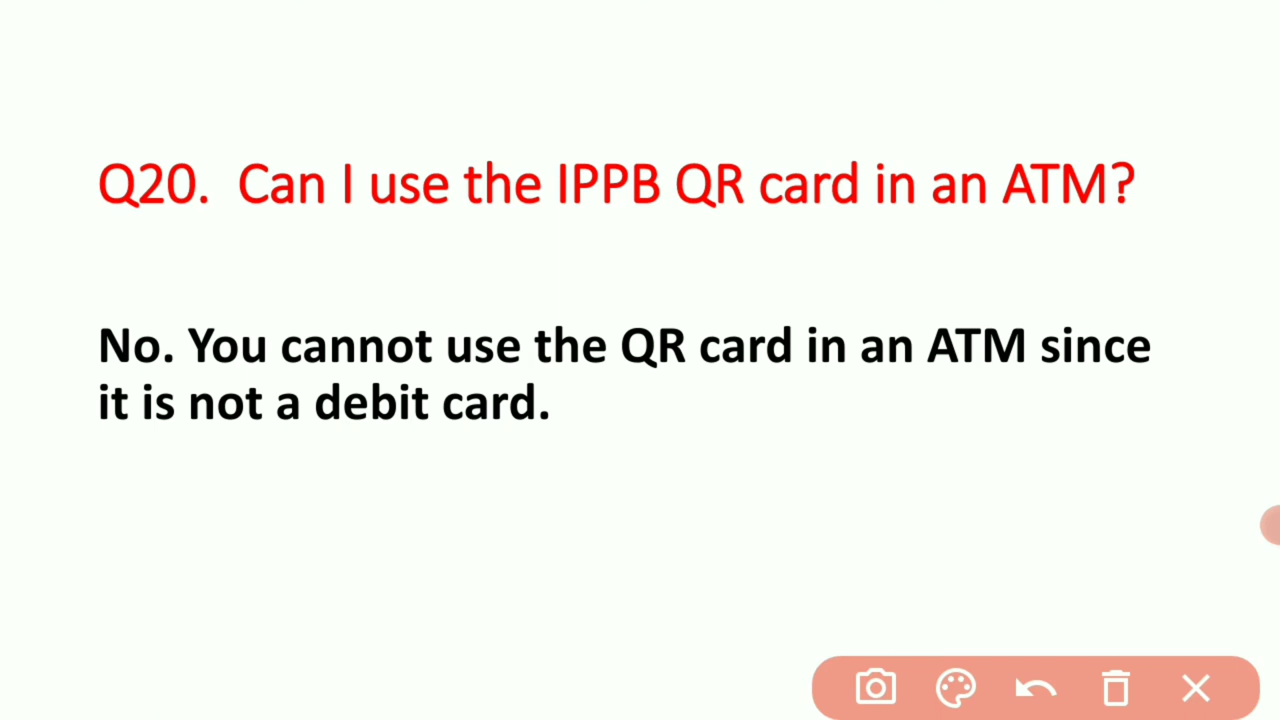 Q20. Can I use the IPPB QR card in an ATM?
No. You cannot use the QR card in an ATM since
it is not a debit card.